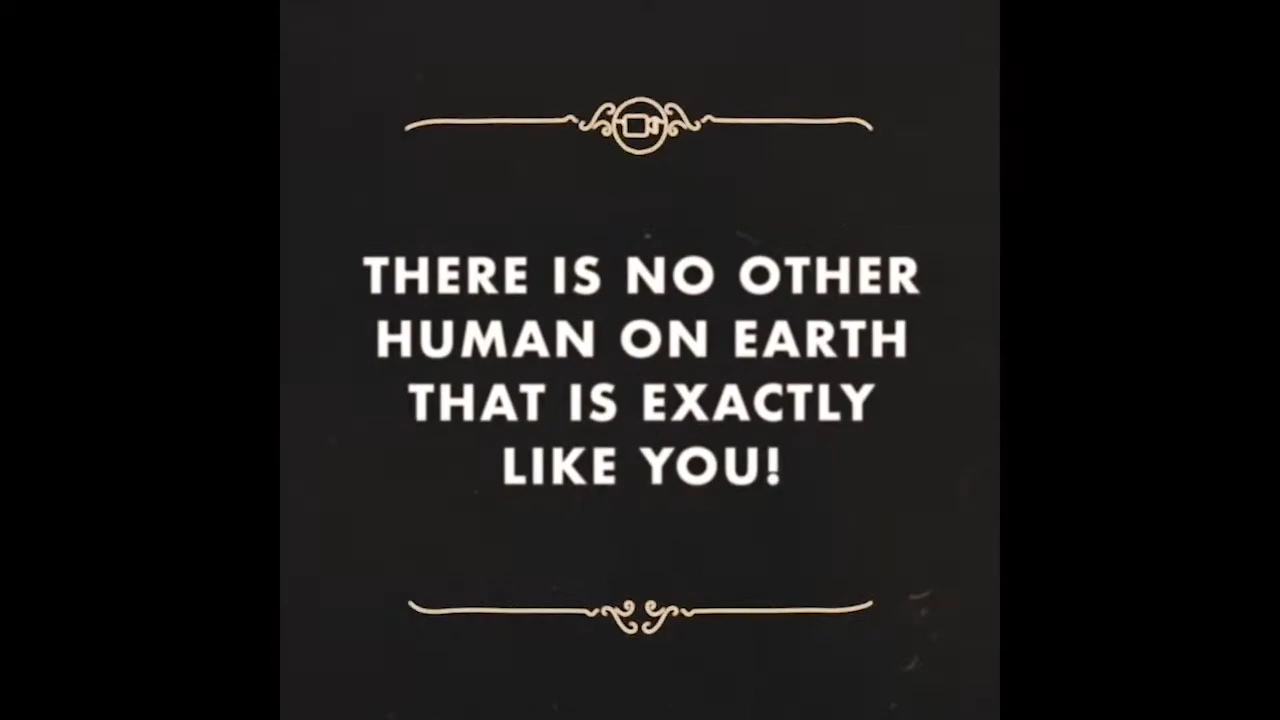 THERE IS NO OTHER
HUMAN ON EARTH
THAT IS EXACTLY
LIKE YOU!